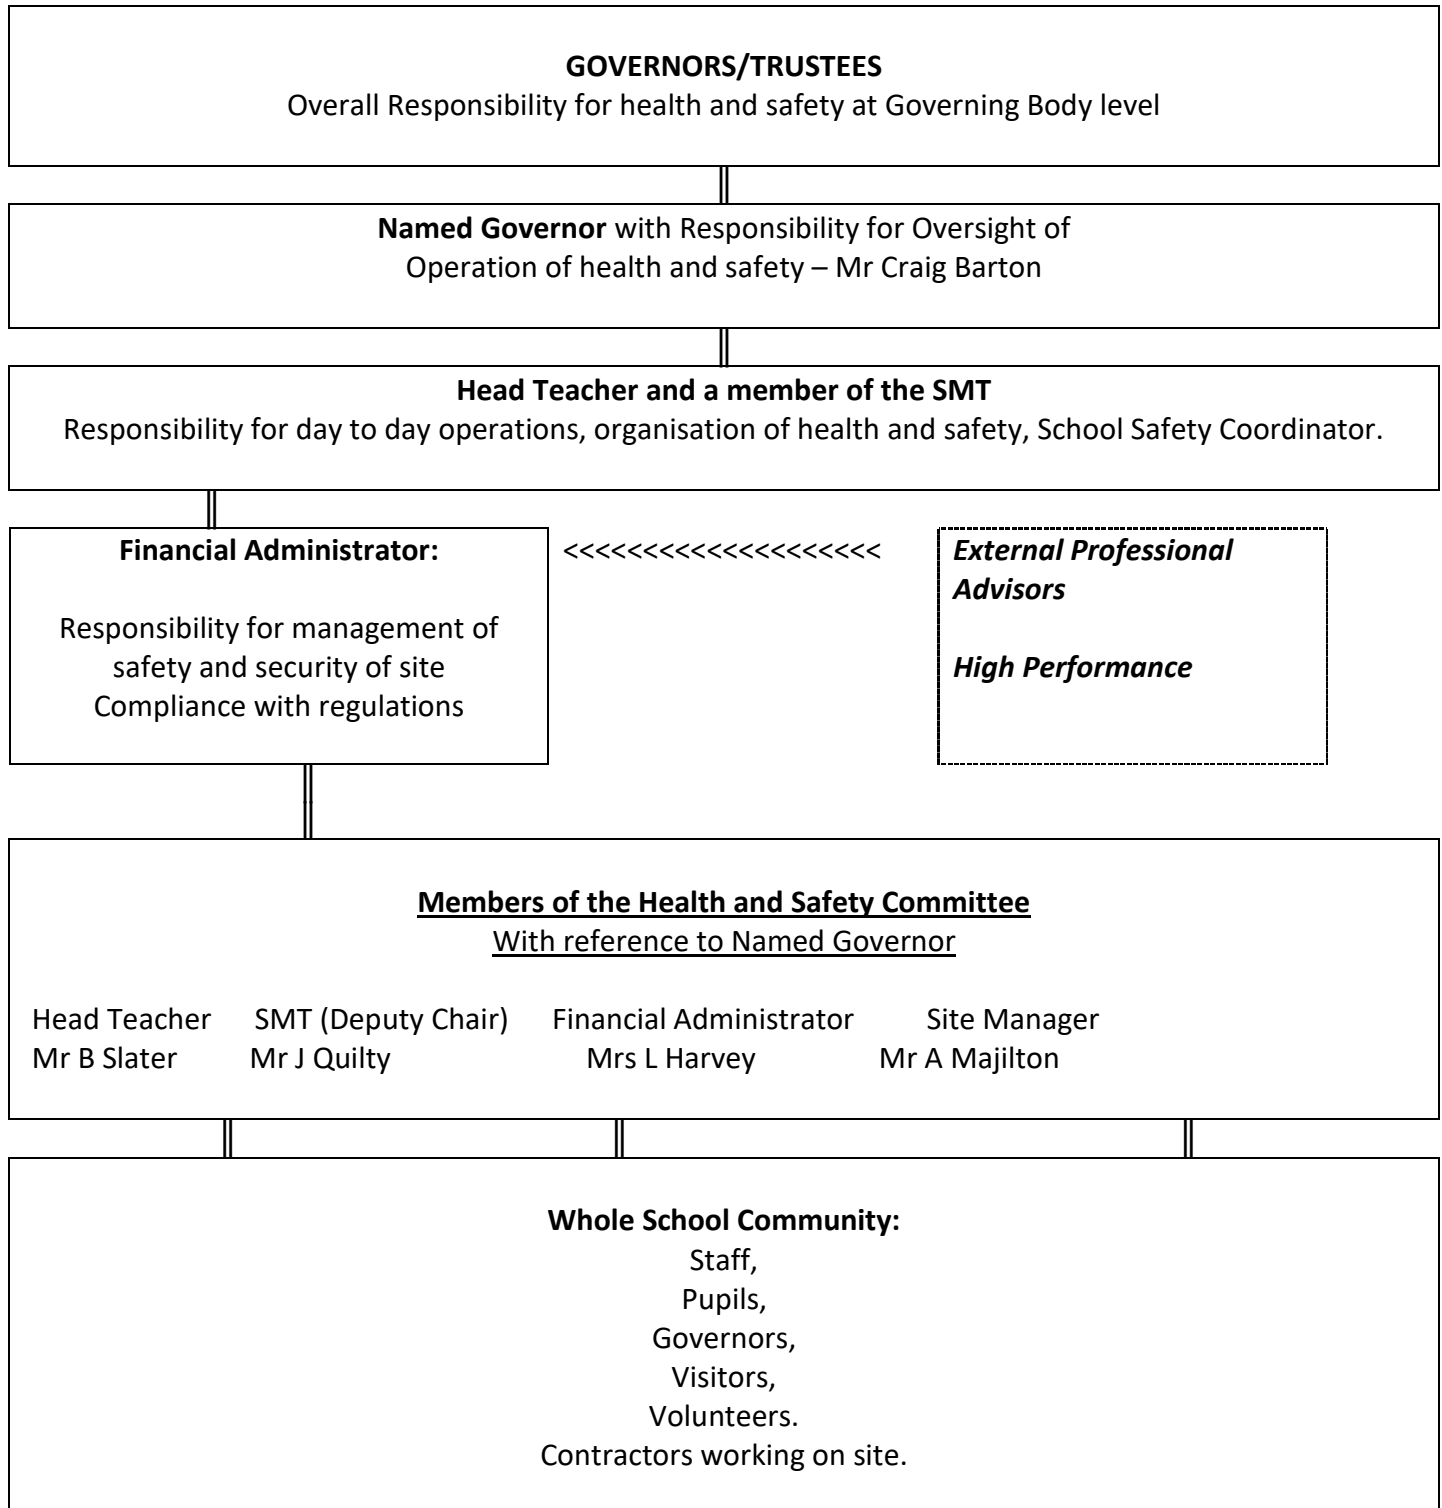 GOVERNORS/TRUSTEES
Overall Responsibility for health and safety at Governing Body level
Named Governor with Responsibility for Oversight of
Operation of health and safety – Mr Craig Barton
Head Teacher and a member of the SMT
Responsibility for day to day operations, organisation of health and safety, School Safety Coordinator.
Financial Administrator:
Responsibility for management of
safety and security of site
Compliance with regulations
<<<<<<<<<<<<<<<<<<<<
External Professional
Advisors
High Performance
Members of the Health and Safety Committee
With reference to Named Governor
Head Teacher SMT (Deputy Chair) Financial Administrator Site Manager
Mr B Slater Mr J Quilty Mrs L Harvey Mr A Majilton
Whole School Community:
Staff,
Pupils,
Governors,
Visitors,
Volunteers.
Contractors working on site.